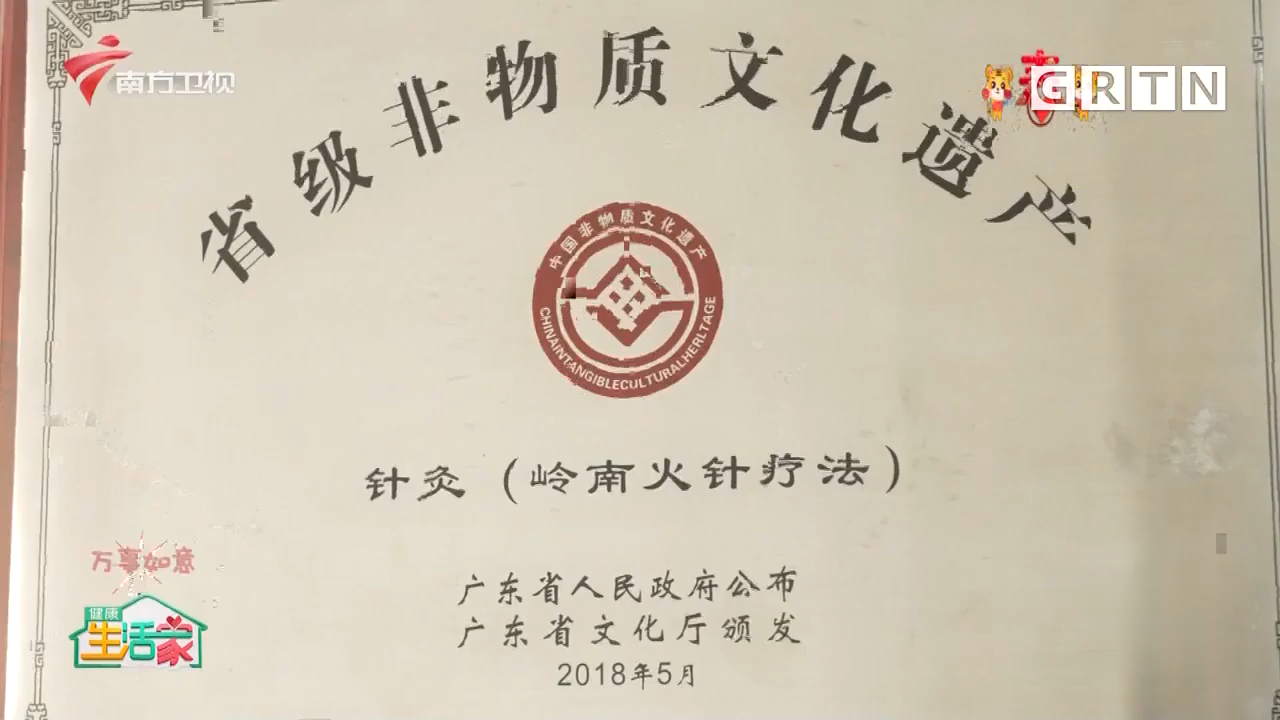 南方卫视
GRTN
省级非物质文化遗产
中国非物质文化遗产
CHINAINTANGIBLECULTURALHERLTAGE
针灸（岭南火针疗法）
广东省人民政府公布
广东省文化厅颁发
2018年5月
万事如意
健康
生活家